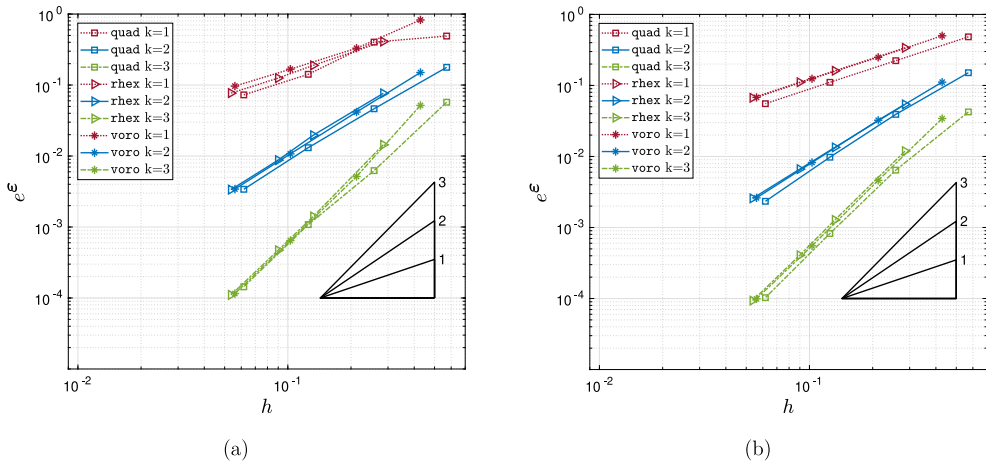 10^0
10^-1
10^-2
10^-3
10^-4
e^ε
quad k=1
quad k=2
quad k=3
rhex k=1
rhex k=2
rhex k=3
voro k=1
voro k=2
voro k=3
3
2
1
10^-2
10^-1
h
(a)
10^0
10^-1
10^-2
10^-3
10^-4
e^ε
quad k=1
quad k=2
quad k=3
rhex k=1
rhex k=2
rhex k=3
voro k=1
voro k=2
voro k=3
3
2
1
10^-2
10^-1
h
(b)